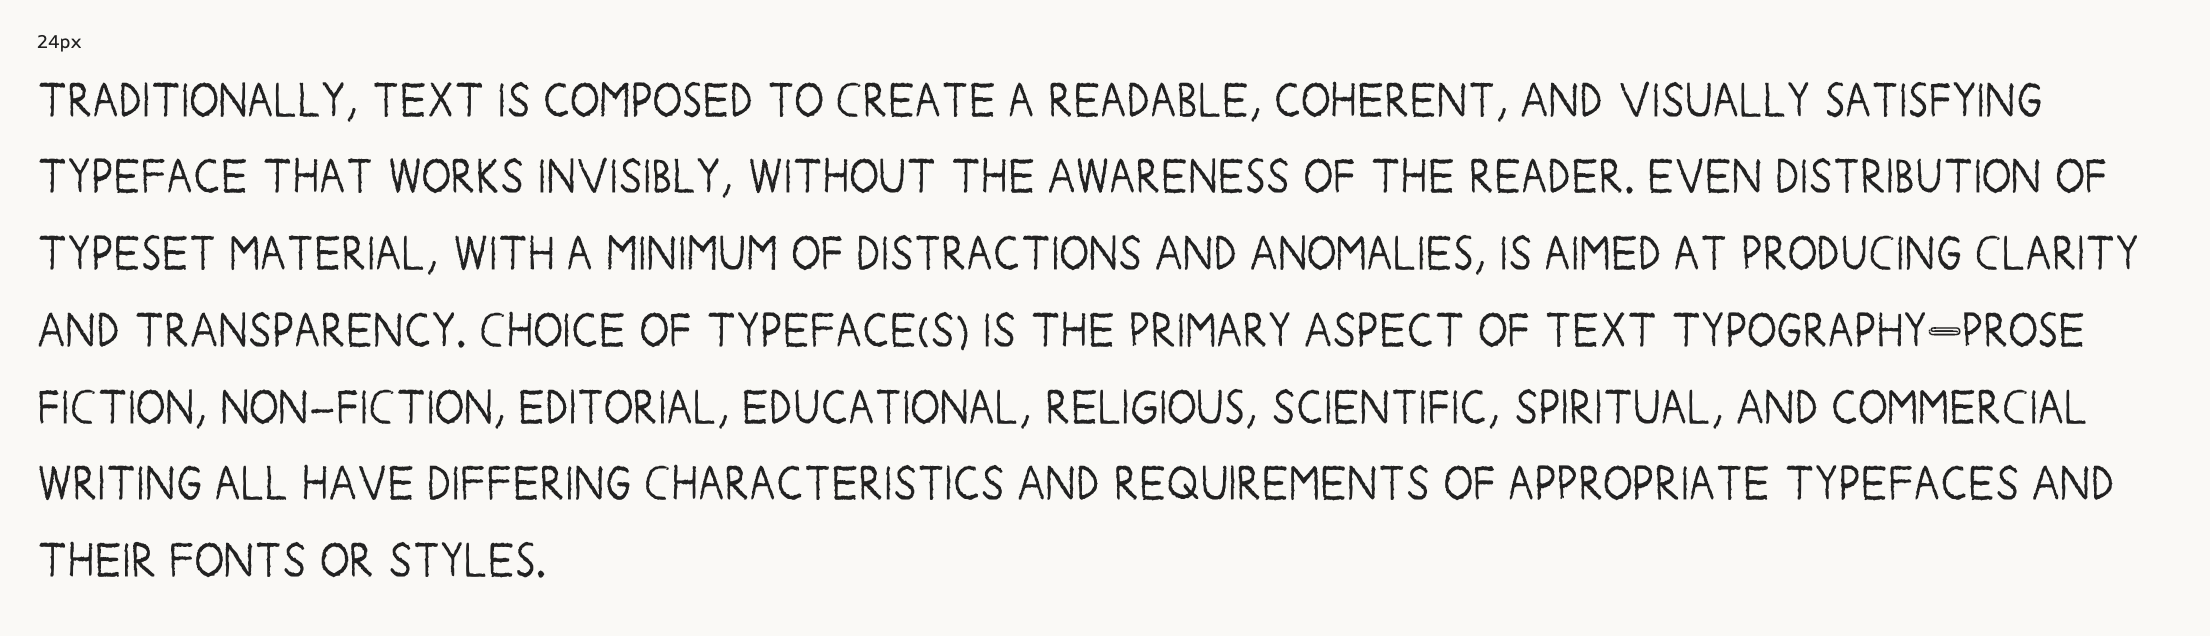 24px
TRADITIONALLY, TEXT IS COMPOSED TO CREATE A READABLE, COHERENT, AND VISUALLY SATISFYING
TYPEFACE THAT WORKS INVISIBLY, WITHOUT THE AWARENESS OF THE READER. EVEN DISTRIBUTION OF
TYPESET MATERIAL, WITH A MINIMUM OF DISTRACTIONS AND ANOMALIES, IS AIMED AT PRODUCING CLARITY
AND TRANSPARENCY. CHOICE OF TYPEFACE(S) IS THE PRIMARY ASPECT OF TEXT TYPOGRAPHY—PROSE
FICTION, NON-FICTION, EDITORIAL, EDUCATIONAL, RELIGIOUS, SCIENTIFIC, SPIRITUAL, AND COMMERCIAL
WRITING ALL HAVE DIFFERING CHARACTERISTICS AND REQUIREMENTS OF APPROPRIATE TYPEFACES AND
THEIR FONTS OR STYLES.